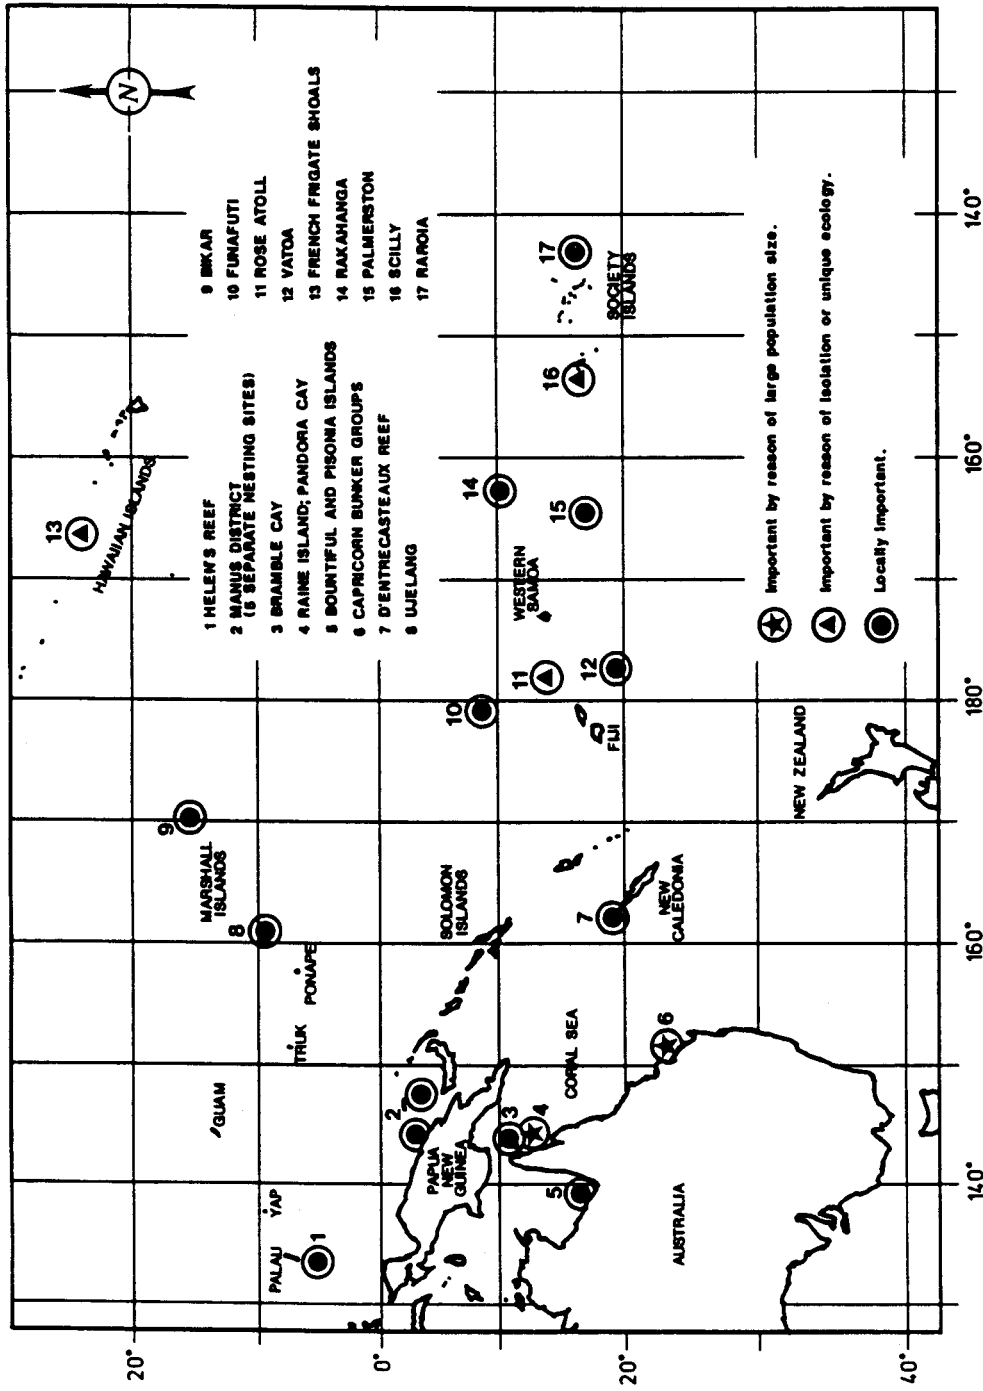 N
HAWAIIAN ISLANDS
13
1 HELEN'S REEF
2 MANUS DISTRICT
(5 SEPARATE NESTING SITES)
3 BRAMBLE CAY
4 RAINE ISLAND; PANDORA CAY
5 BOUNTIFUL AND PISONIA ISLANDS
6 CAPRICORN BUNKER GROUPS
7 D'ENTRECASTEAUX REEF
8 UJELANG
9 BIKAR
10 FUNAFUTI
11 ROSE ATOLL
12 VATOA
13 FRENCH FRIGATE SHOALS
14 RAKAHANGA
15 PALMERSTON
16 SCILLY
17 RAROIA
PALAU
YAP
GUAM
TRUK
PONAPE
MARSHALL
ISLANDS
1
8
9
2
PAPUA
NEW
GUINEA
SOLOMON
ISLANDS
10
WESTERN
SAMOA
14
3
4
5
CORAL SEA
7
NEW
CALEDONIA
FIJI
11
12
15
16
17
SOCIETY
ISLANDS
6
AUSTRALIA
NEW ZEALAND
Important by reason of large population size.
Important by reason of isolation or unique ecology.
Locally important.
20°
0°
20°
40°
140°
160°
180°
160°
140°